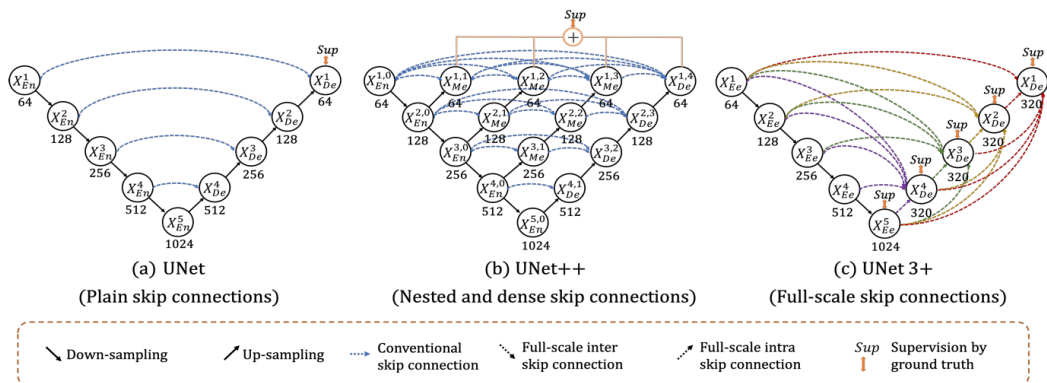 Sup
Sup
X¹En
X¹De
64
64
X²En
X²De
128
128
X³En
X³De
256
256
X⁴En
X⁴De
512
512
X⁵En
1024
(a) UNet
(Plain skip connections)
Sup
+
X¹,⁰En
X¹,¹Me
X¹,²Me
X¹,³Me
X¹,⁴De
64
64
64
64
64
X²,⁰En
X²,¹Me
X²,²Me
X²,³De
128
128
128
128
X³,⁰En
X³,¹Me
X³,²De
256
256
256
X⁴,⁰En
X⁴,¹De
512
512
X⁵,⁰En
1024
(b) UNet++
(Nested and dense skip connections)
Sup
X¹Ee
X¹De
64
320
Sup
X²Ee
X²De
128
320
Sup
X³Ee
X³De
256
320
Sup
X⁴Ee
X⁴De
512
320
Sup
X⁵Ee
1024
(c) UNet 3+
(Full-scale skip connections)
Down-sampling
Up-sampling
Conventional
skip connection
Full-scale inter
skip connection
Full-scale intra
skip connection
Sup
Supervision by
ground truth